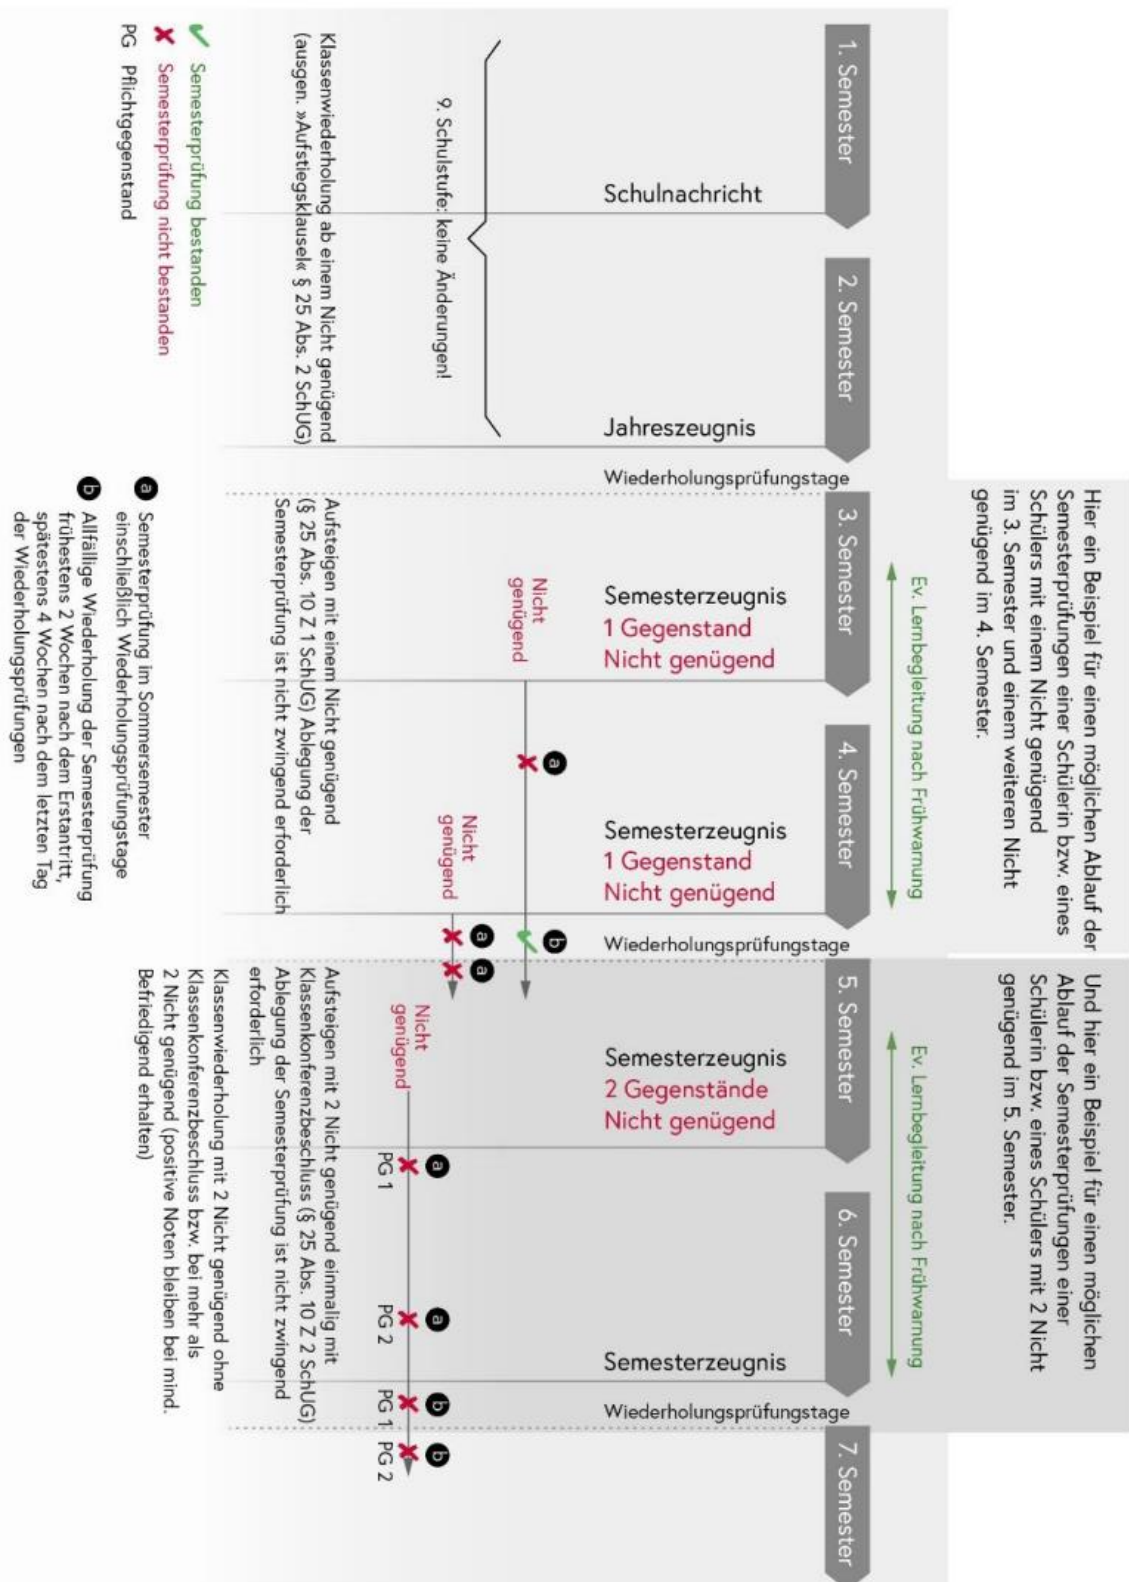 Hier ein Beispiel für einen möglichen Ablauf der
Semesterprüfungen einer Schülerin bzw. eines
Schülers mit einem Nicht genügend
im 3. Semester und einem weiteren Nicht
genügend im 4. Semester.
Und hier ein Beispiel für einen möglichen
Ablauf der Semesterprüfungen einer
Schülerin bzw. eines Schülers mit 2 Nicht
genügend im 5. Semester.
Ev. Lernbegleitung nach Frühwarnung
Ev. Lernbegleitung nach Frühwarnung
1. Semester
2. Semester
3. Semester
4. Semester
5. Semester
6. Semester
7. Semester
Schulnachricht
Jahreszeugnis
Wiederholungsprüfungstage
Semesterzeugnis
1 Gegenstand
Nicht genügend
Semesterzeugnis
1 Gegenstand
Nicht genügend
Wiederholungsprüfungstage
Semesterzeugnis
2 Gegenstände
Nicht genügend
Semesterzeugnis
Wiederholungsprüfungstage
9. Schulstufe: keine Änderungen!
Nicht
genügend
a
b
Nicht
genügend
a
a
Nicht
genügend
a
PG 1
a
PG 2
b
PG 1
b
PG 2
Klassenwiederholung ab einem Nicht genügend
(ausgen. »Aufstiegsklausel« § 25 Abs. 2 SchUG)
Aufsteigen mit einem Nicht genügend
(§ 25 Abs. 10 Z 1 SchUG) Ablegung der
Semesterprüfung ist nicht zwingend erforderlich
Aufsteigen mit 2 Nicht genügend einmalig mit
Klassenkonferenzbeschluss (§ 25 Abs. 10 Z 2 SchUG)
Ablegung der Semesterprüfung ist nicht zwingend
erforderlich
Klassenwiederholung mit 2 Nicht genügend ohne
Klassenkonferenzbeschluss bzw. bei mehr als
2 Nicht genügend (positive Noten bleiben bei mind.
Befriedigend erhalten)
Semesterprüfung bestanden
Semesterprüfung nicht bestanden
PG Pflichtgegenstand
a Semesterprüfung im Sommersemester
einschließlich Wiederholungsprüfungstage
b Allfällige Wiederholung der Semesterprüfung
frühestens 2 Wochen nach dem Erstantritt,
spätestens 4 Wochen nach dem letzten Tag
der Wiederholungsprüfungen